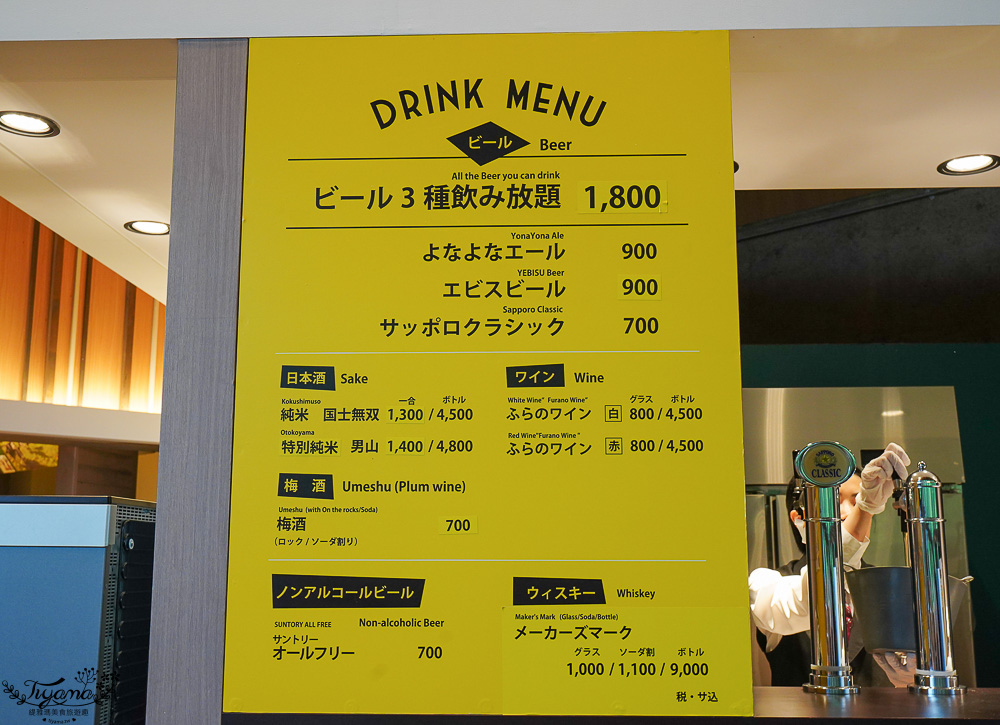 DRINK MENU
ビール Beer
All the Beer you can drink
ビール 3 種飲み放題 1,800
YonaYona Ale
よなよなエール 900
YEBISU Beer
エビスビール 900
Sapporo Classic
サッポロクラシック 700
日本酒 Sake
Kokushimuso 一合 ボトル
純米 国士無双 1,300 / 4,500
Otokoyama
特別純米 男山 1,400 / 4,800
ワイン Wine
White Wine" Furano Wine" グラス ボトル
ふらのワイン 白 800 / 4,500
Red Wine"Furano Wine "
ふらのワイン 赤 800 / 4,500
梅 酒 Umeshu (Plum wine)
Umeshu (with On the rocks/Soda)
梅酒 700
(ロック / ソーダ割り)
ノンアルコールビール
SUNTORY ALL FREE Non-alcoholic Beer
サントリー
オールフリー 700
ウィスキー Whiskey
Maker's Mark (Glass/Soda/Bottle)
メーカーズマーク
グラス ソーダ割 ボトル
1,000 / 1,100 / 9,000
税・サ込
CLASSIC
Tiyama
緹雅瑪美食旅遊趣